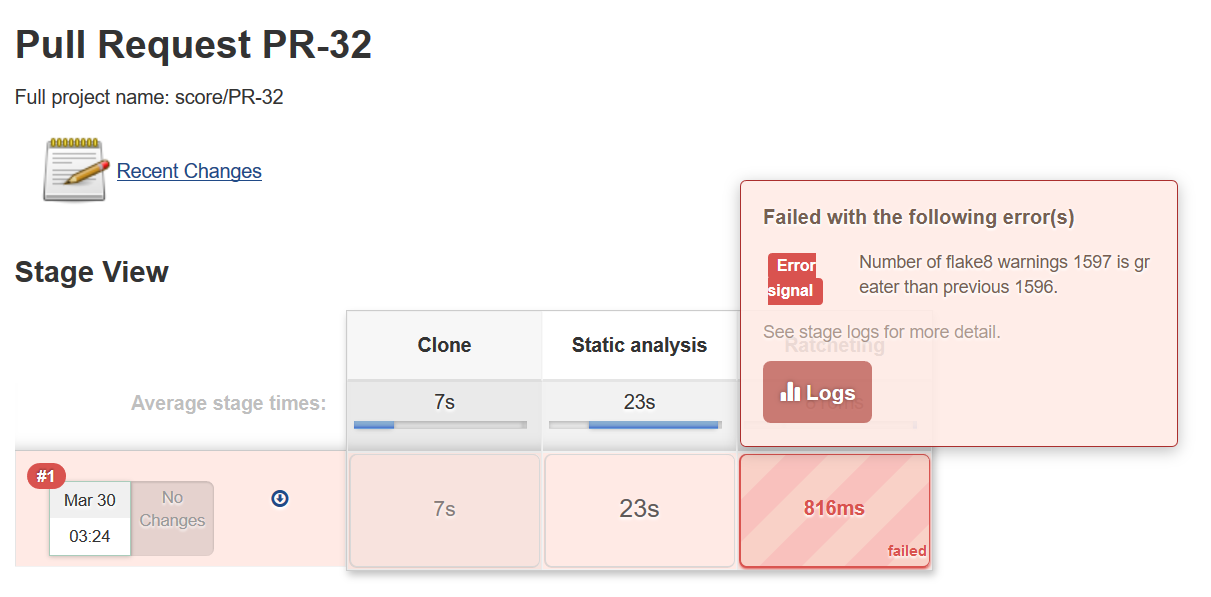 Pull Request PR-32
Full project name: score/PR-32
Recent Changes
Failed with the following error(s)
Error
signal
Number of flake8 warnings 1597 is gr
eater than previous 1596.
See stage logs for more detail.
Logs
Stage View
Clone
Static analysis
Ratcheting
Average stage times:
7s
23s
#1
Mar 30
03:24
No
Changes
7s
23s
816ms
failed